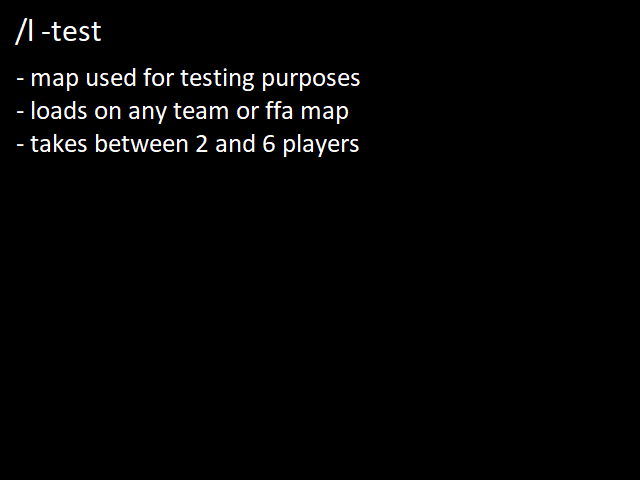 /l -test
- map used for testing purposes
- loads on any team or ffa map
- takes between 2 and 6 players